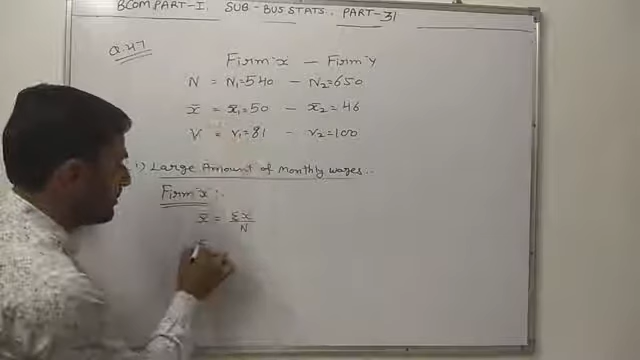 BCOM PART-I. SUB-BUS STATS. PART-31
Q.47
Firm x — Firm y
N = N₁=540 — N₂=650
x̄ = x̄₁=50 — x̄₂=46
V = V₁=81 — V₂=100
i) Large Amount of monthly wages..
Firm x :-
x̄ = Σx
N